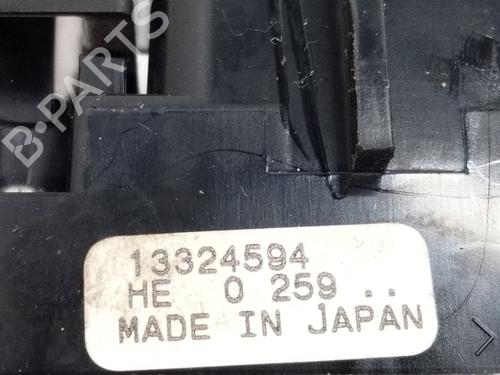 B-PARTS
13324594
HE 0 259 ..
MADE IN JAPAN